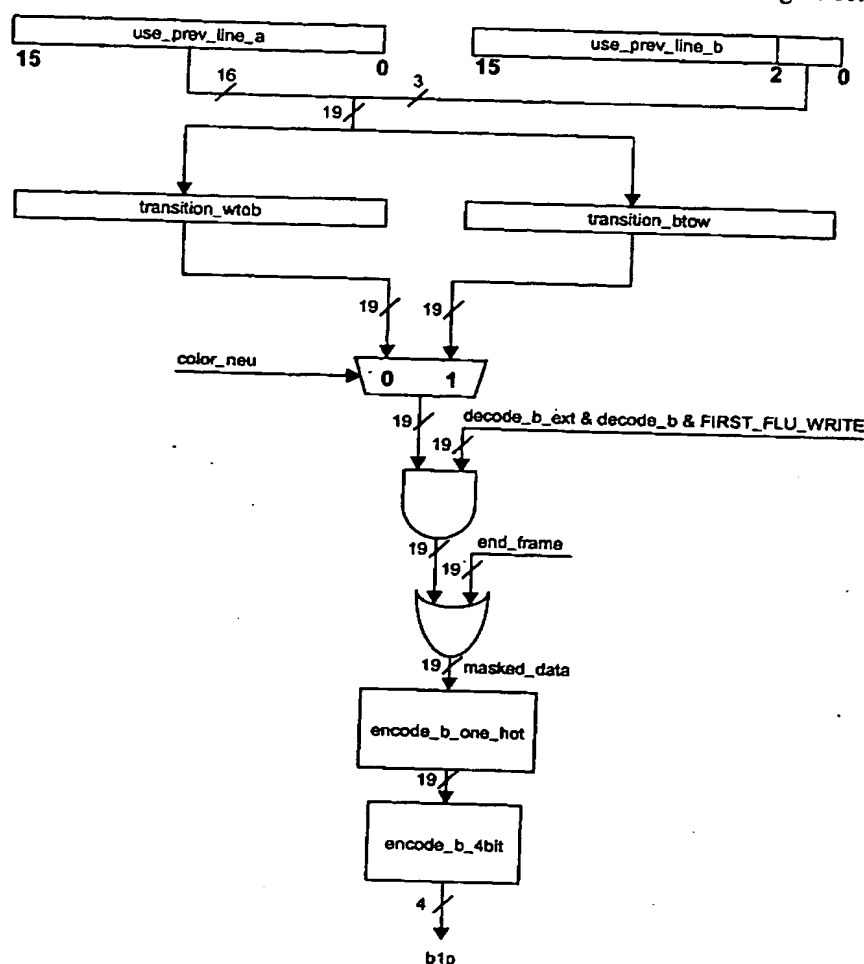 use_prev_line_a
use_prev_line_b
15 0 15 2 0
16 3
19
transition_wtob
transition_btow
19 19
color_neu
0 1
19
decode_b_ext & decode_b & FIRST_FLU_WRITE
19
19
end_frame
19
19
masked_data
encode_b_one_hot
19
encode_b_4bit
4
b1p